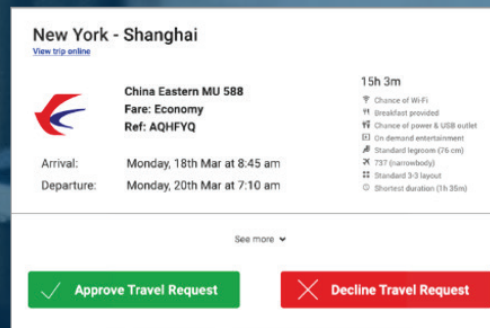 New York - Shanghai
View trip online
China Eastern MU 588
Fare: Economy
Ref: AQHFYQ
Arrival: Monday, 18th Mar at 8:45 am
Departure: Monday, 20th Mar at 7:10 am
15h 3m
Chance of Wi-Fi
Breakfast provided
Chance of power & USB outlet
On demand entertainment
Standard legroom (76 cm)
737 (narrowbody)
Standard 3-3 layout
Shortest duration (1h 35m)
See more
Approve Travel Request
Decline Travel Request